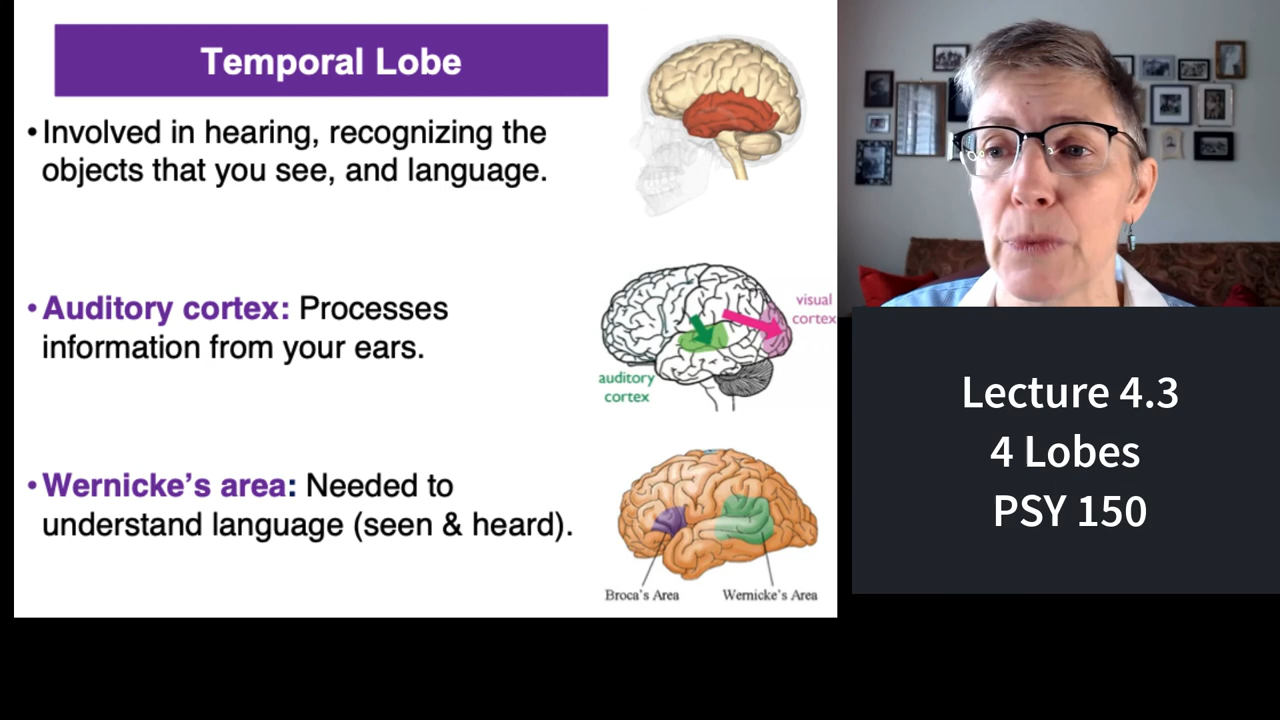 Temporal Lobe
•Involved in hearing, recognizing the
objects that you see, and language.
•Auditory cortex: Processes
information from your ears.
visual
cortex
auditory
cortex
•Wernicke’s area: Needed to
understand language (seen & heard).
Broca's Area
Wernicke's Area
Lecture 4.3
4 Lobes
PSY 150